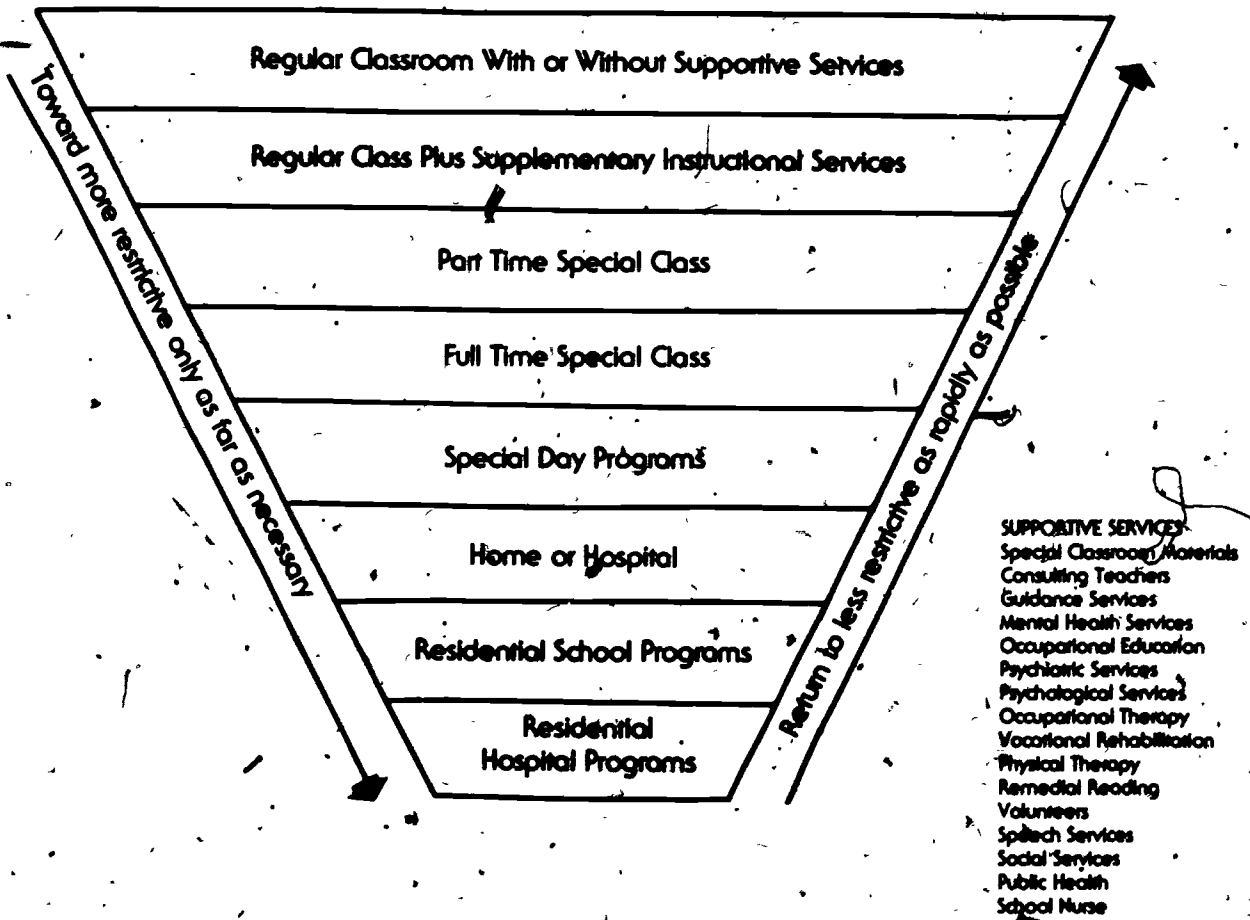 Regular Classroom With or Without Supportive Services
Regular Class Plus Supplementary Instructional Services
Part Time Special Class
Full Time Special Class
Special Day Programs
Home or Hospital
Residential School Programs
Residential
Hospital Programs
Toward more restrictive only as far as necessary
Return to less restrictive as rapidly as possible
SUPPORTIVE SERVICES
Special Classroom Materials
Consulting Teachers
Guidance Services
Mental Health Services
Occupational Education
Psychiatric Services
Psychological Services
Occupational Therapy
Vocational Rehabilitation
Physical Therapy
Remedial Reading
Volunteers
Speech Services
Social Services
Public Health
School Nurse